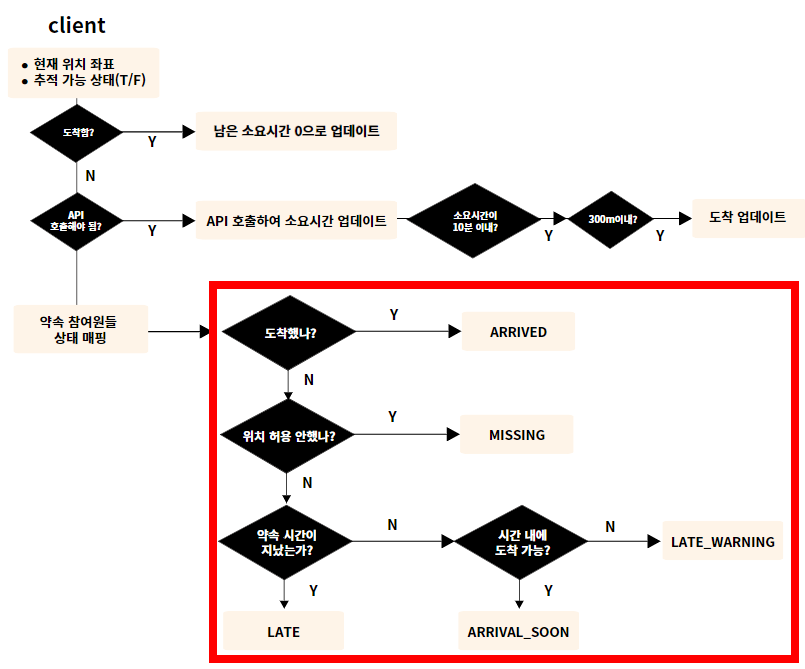 client
● 현재 위치 좌표
● 추적 가능 상태(T/F)
도착함?
Y
남은 소요시간 0으로 업데이트
N
API
호출해야 됨?
Y
API 호출하여 소요시간 업데이트
소요시간이
10분 이내?
Y
300m이내?
Y
도착 업데이트
약속 참여원들
상태 매핑
도착했나?
Y
ARRIVED
N
위치 허용 안했나?
Y
MISSING
N
약속 시간이
지났는가?
N
시간 내에
도착 가능?
N
LATE_WARNING
Y
LATE
Y
ARRIVAL_SOON